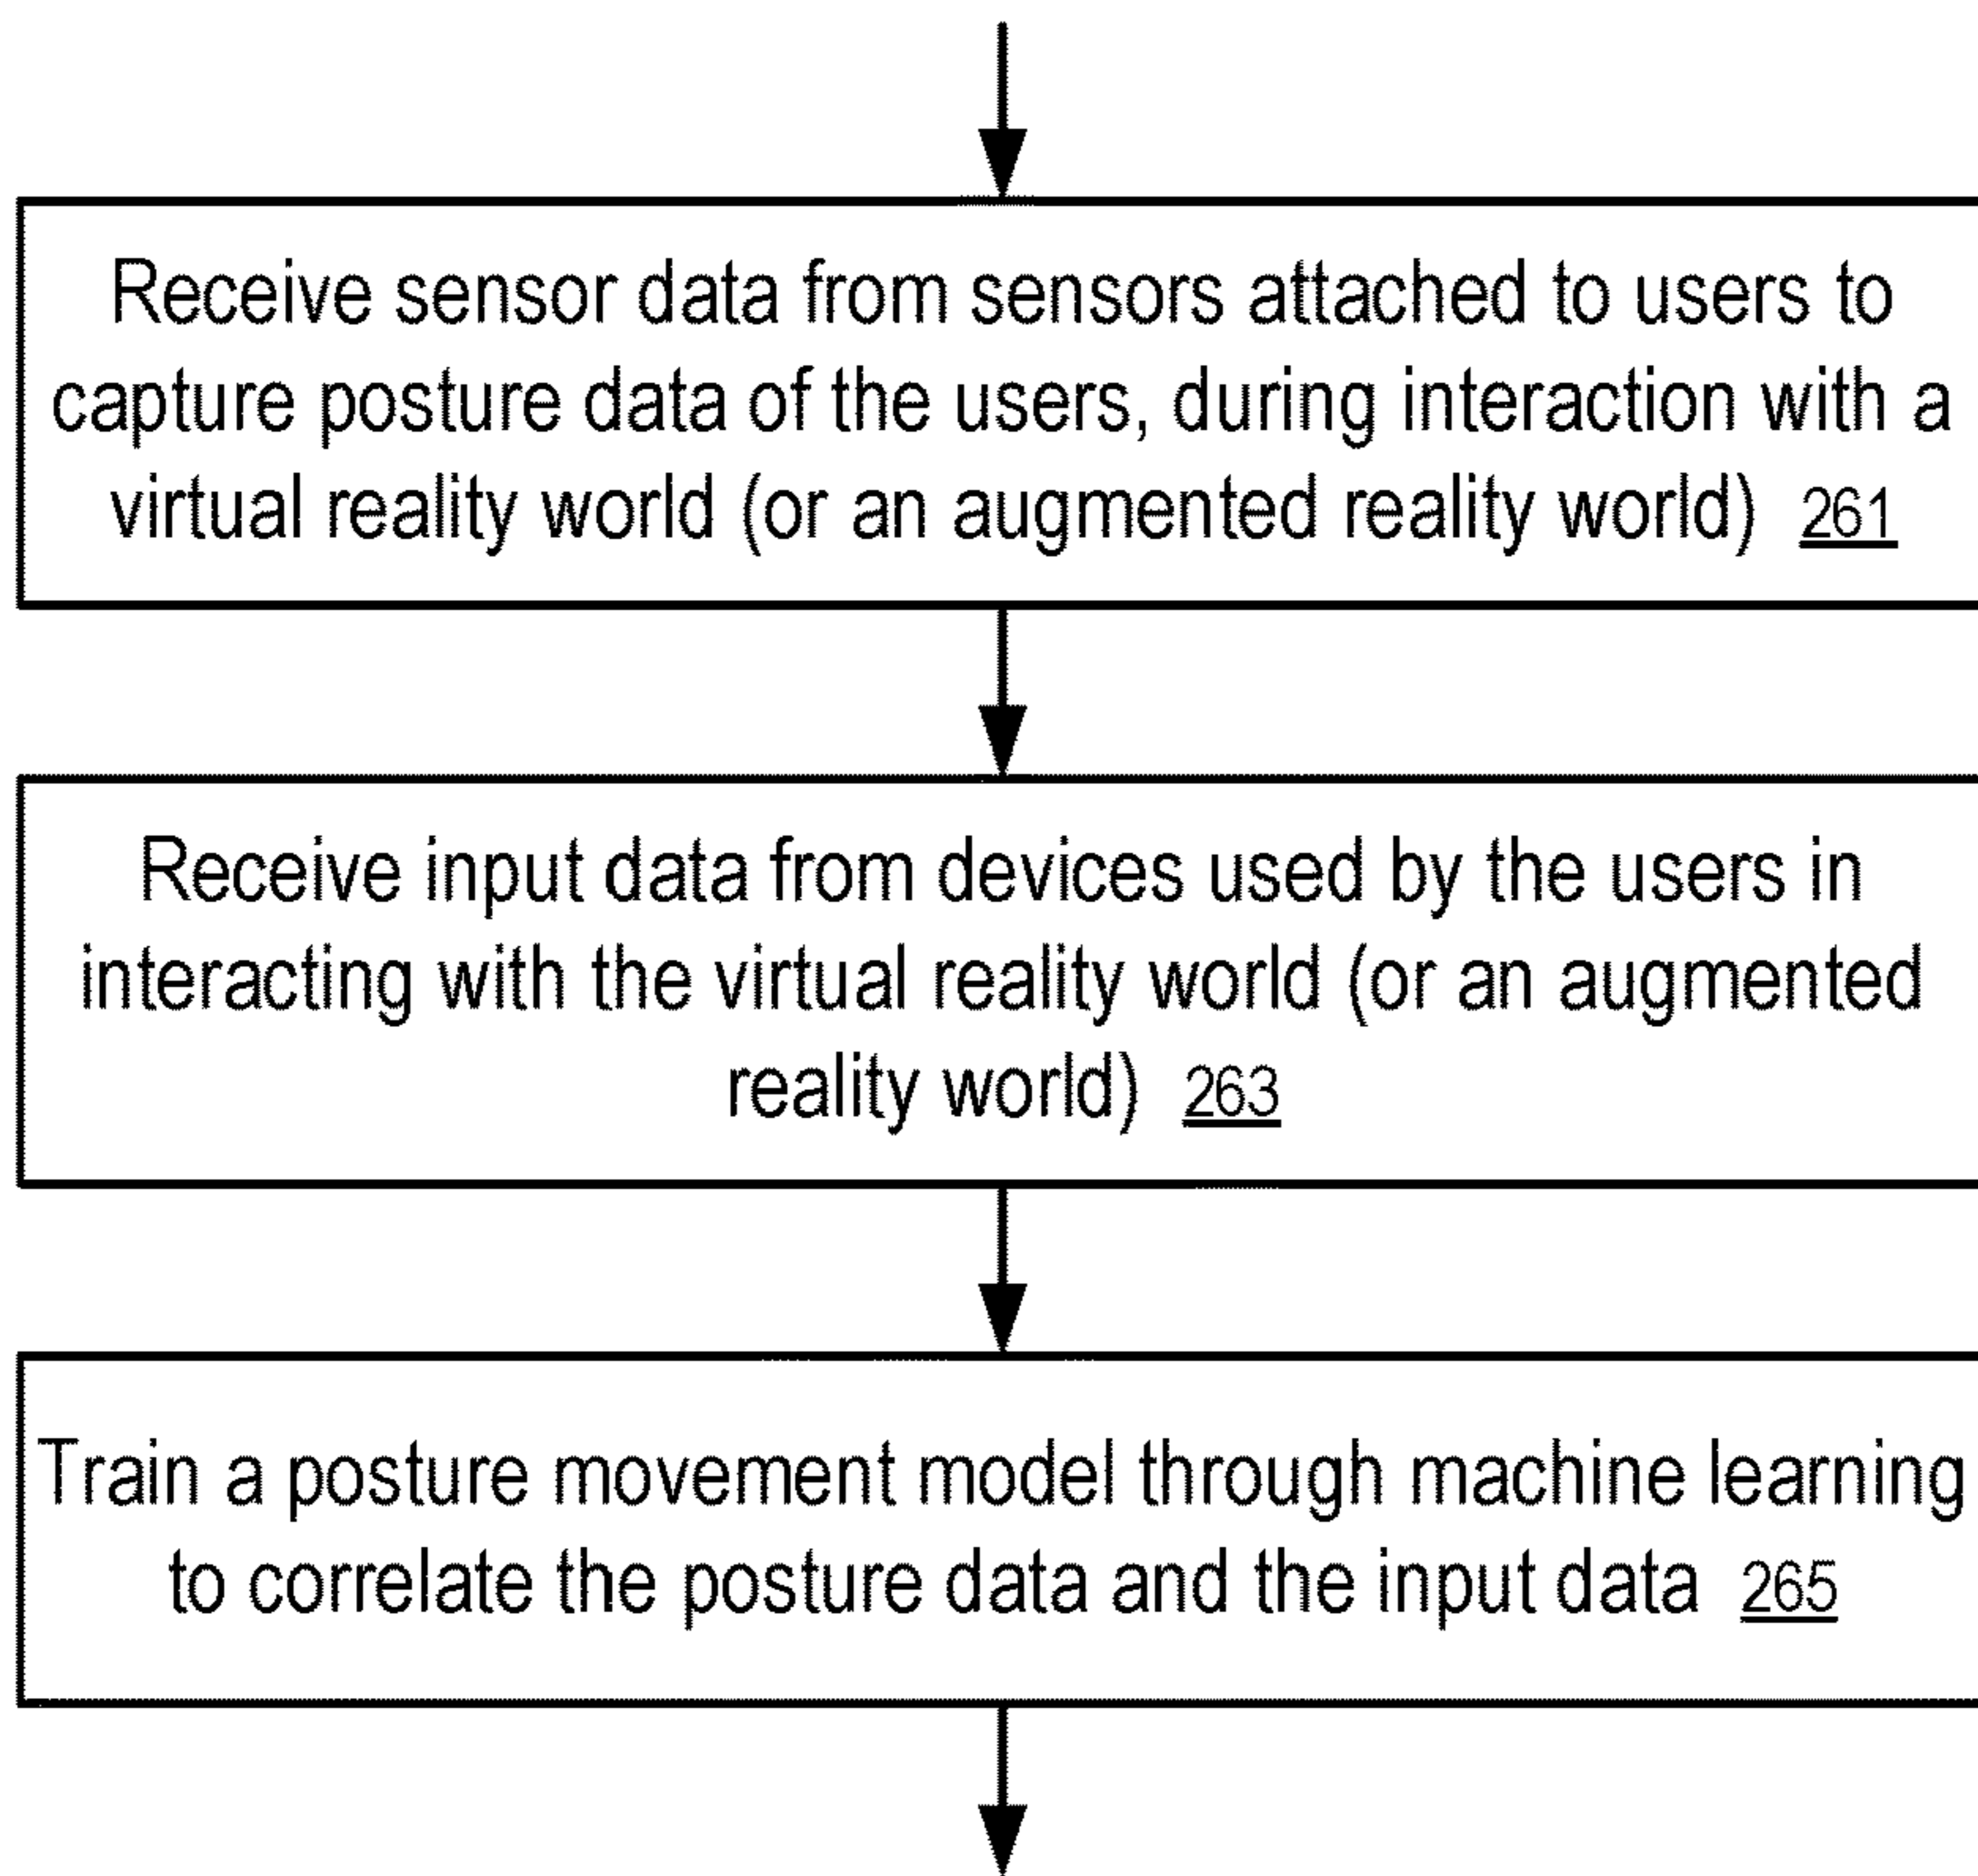 Receive sensor data from sensors attached to users to
capture posture data of the users, during interaction with a
virtual reality world (or an augmented reality world) 261
Receive input data from devices used by the users in
interacting with the virtual reality world (or an augmented
reality world) 263
Train a posture movement model through machine learning
to correlate the posture data and the input data 265